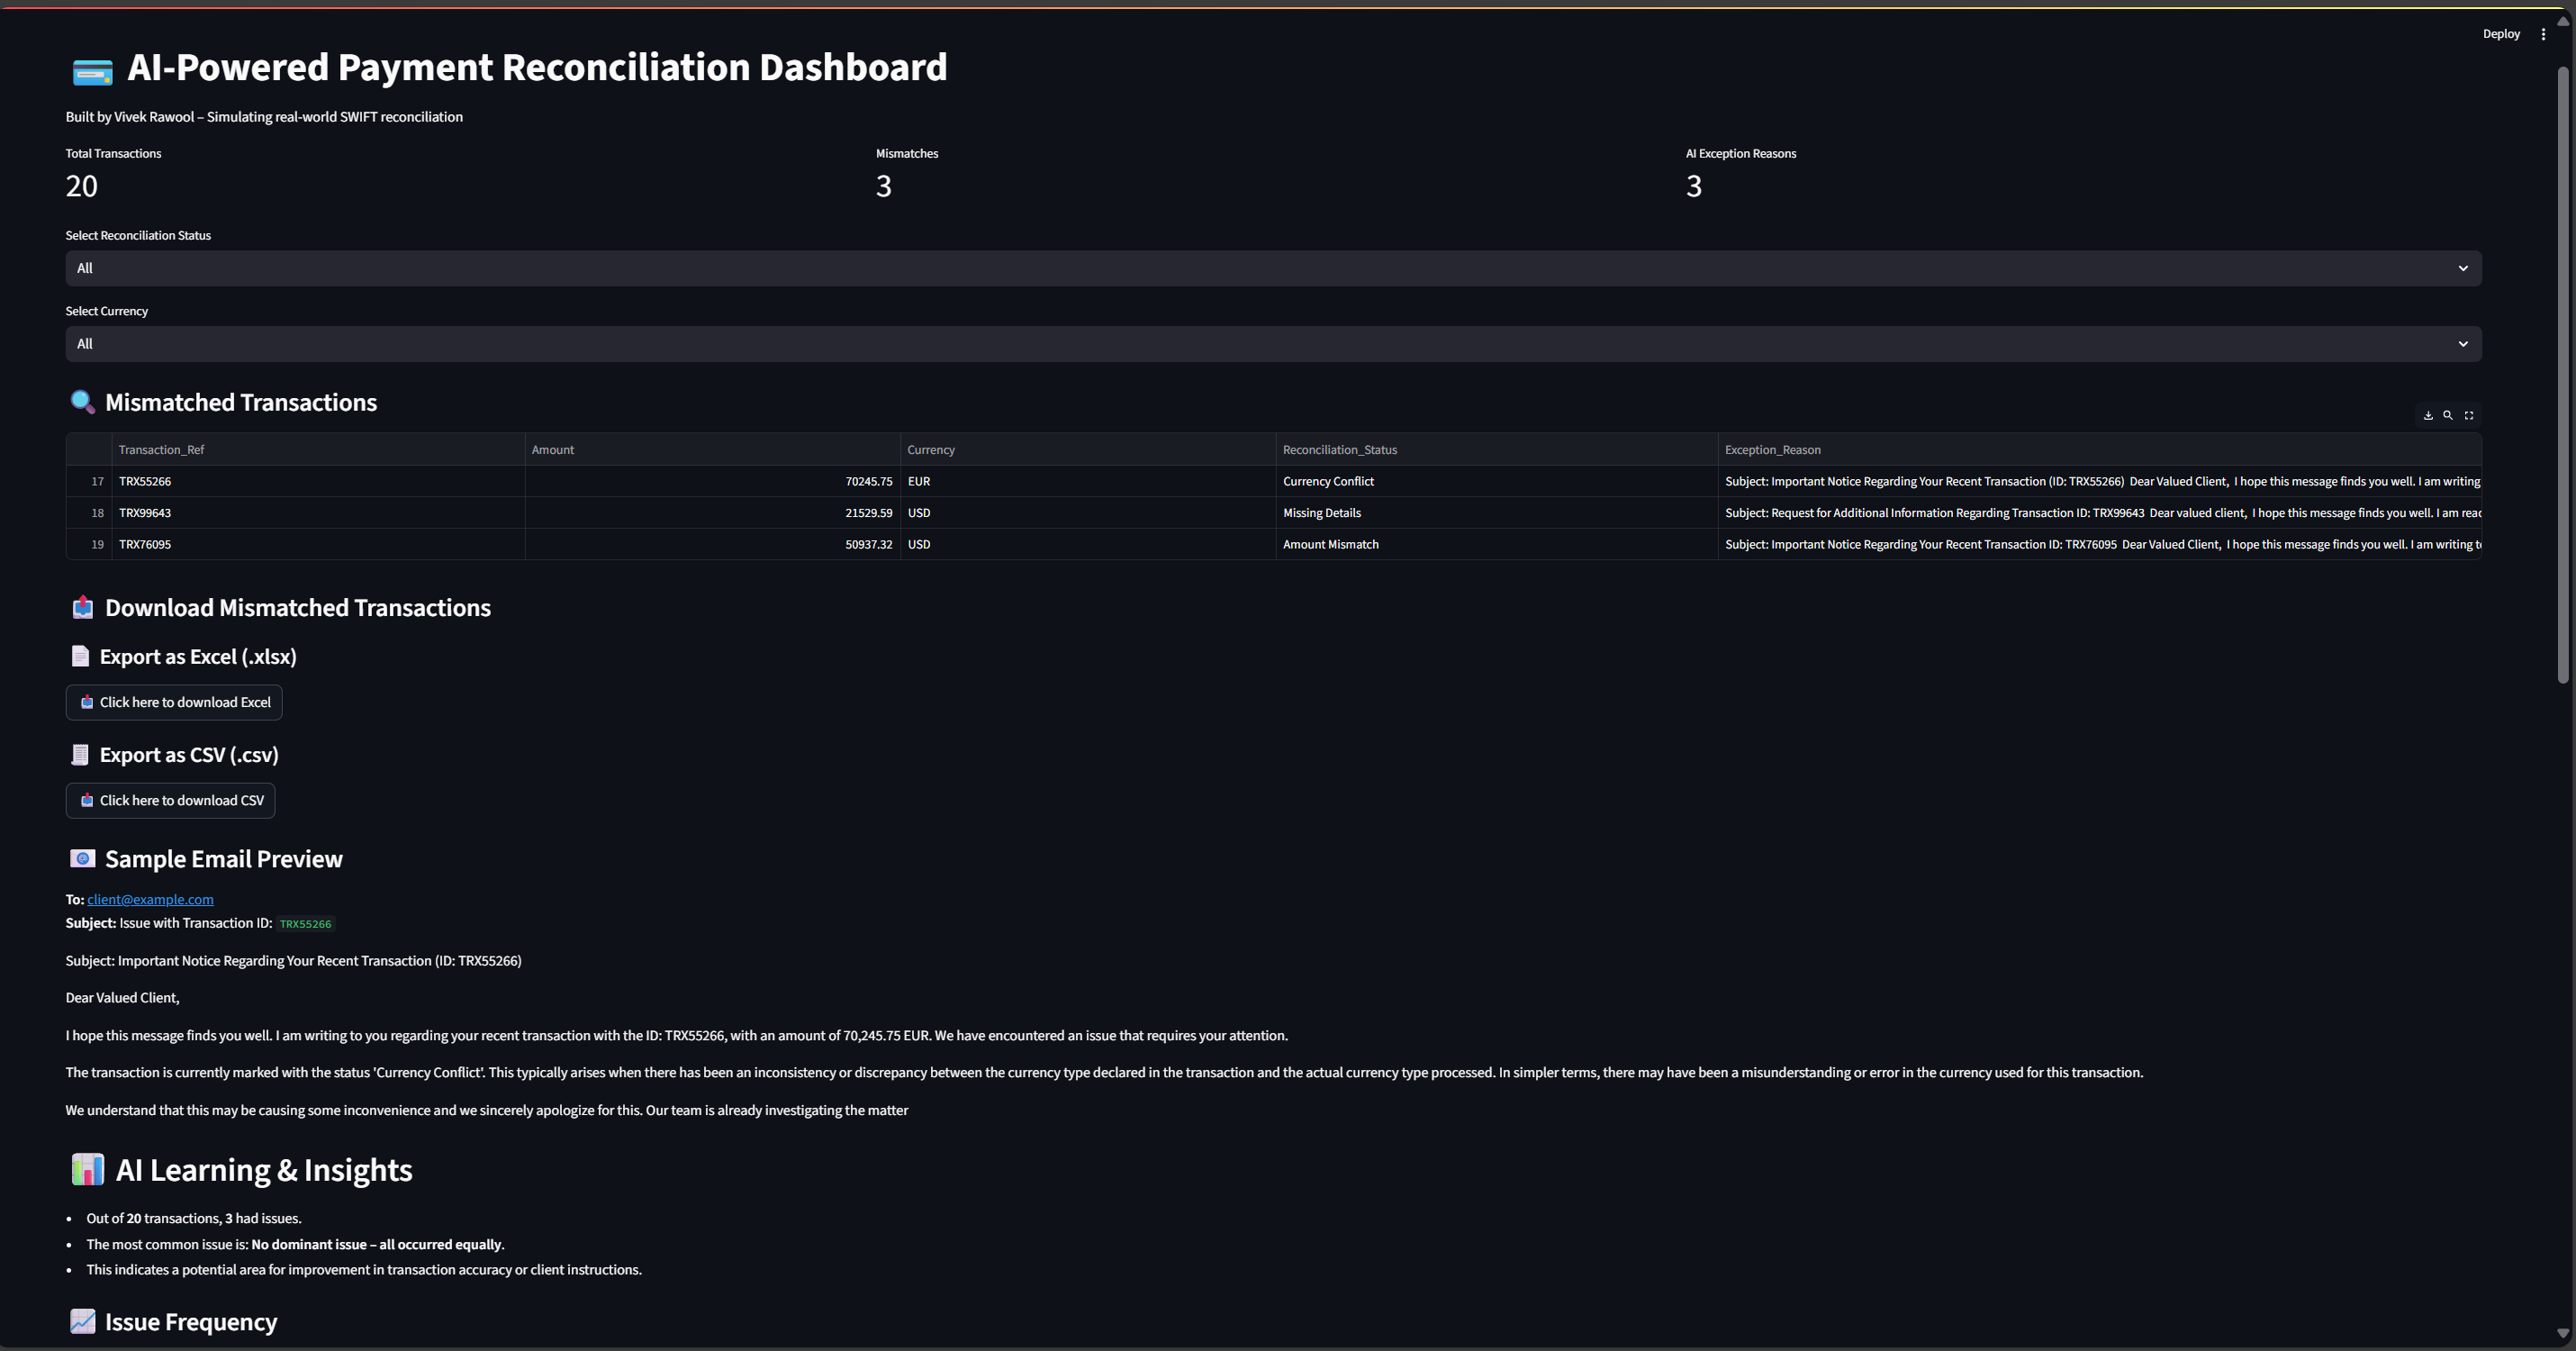 Deploy
AI-Powered Payment Reconciliation Dashboard
Built by Vivek Rawool – Simulating real-world SWIFT reconciliation
Total Transactions Mismatches AI Exception Reasons
20 3 3
Select Reconciliation Status
All
Select Currency
All
Mismatched Transactions
Transaction_Ref Amount Currency Reconciliation_Status Exception_Reason
17 TRX55266 70245.75 EUR Currency Conflict Subject: Important Notice Regarding Your Recent Transaction (ID: TRX55266) Dear Valued Client, I hope this message finds you well. I am writing
18 TRX99643 21529.59 USD Missing Details Subject: Request for Additional Information Regarding Transaction ID: TRX99643 Dear valued client, I hope this message finds you well. I am
19 TRX76095 50937.32 USD Amount Mismatch Subject: Important Notice Regarding Your Recent Transaction ID: TRX76095 Dear Valued Client, I hope this message finds you well. I am writing
Download Mismatched Transactions
Export as Excel (.xlsx)
Click here to download Excel
Export as CSV (.csv)
Click here to download CSV
Sample Email Preview
To: client@example.com
Subject: Issue with Transaction ID: TRX55266
Subject: Important Notice Regarding Your Recent Transaction (ID: TRX55266)
Dear Valued Client,
I hope this message finds you well. I am writing to you regarding your recent transaction with the ID: TRX55266, with an amount of 70,245.75 EUR. We have encountered an issue that requires your attention.
The transaction is currently marked with the status 'Currency Conflict'. This typically arises when there has been an inconsistency or discrepancy between the currency type declared in the transaction and the actual currency type processed. In simpler terms, there may have been a misunderstanding or error in the currency used for this transaction.
We understand that this may be causing some inconvenience and we sincerely apologize for this. Our team is already investigating the matter
AI Learning & Insights
• Out of 20 transactions, 3 had issues.
• The most common issue is: No dominant issue – all occurred equally.
• This indicates a potential area for improvement in transaction accuracy or client instructions.
Issue Frequency